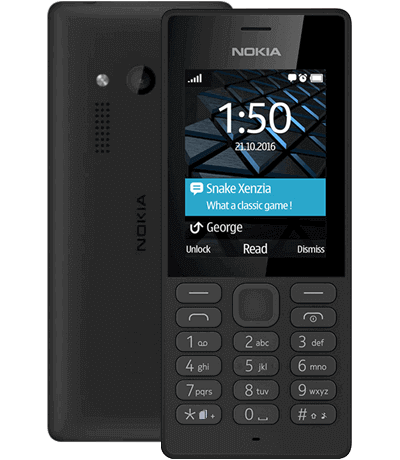 NOKIA
NOKIA
1:50
21.10.2016
Snake Xenzia
What a classic game !
George
Unlock Read Dismiss
1 2 abc 3 def
4 ghi 5 jkl 6 mno
7 pqrs 8 tuv 9 wxyz
* + 0 #